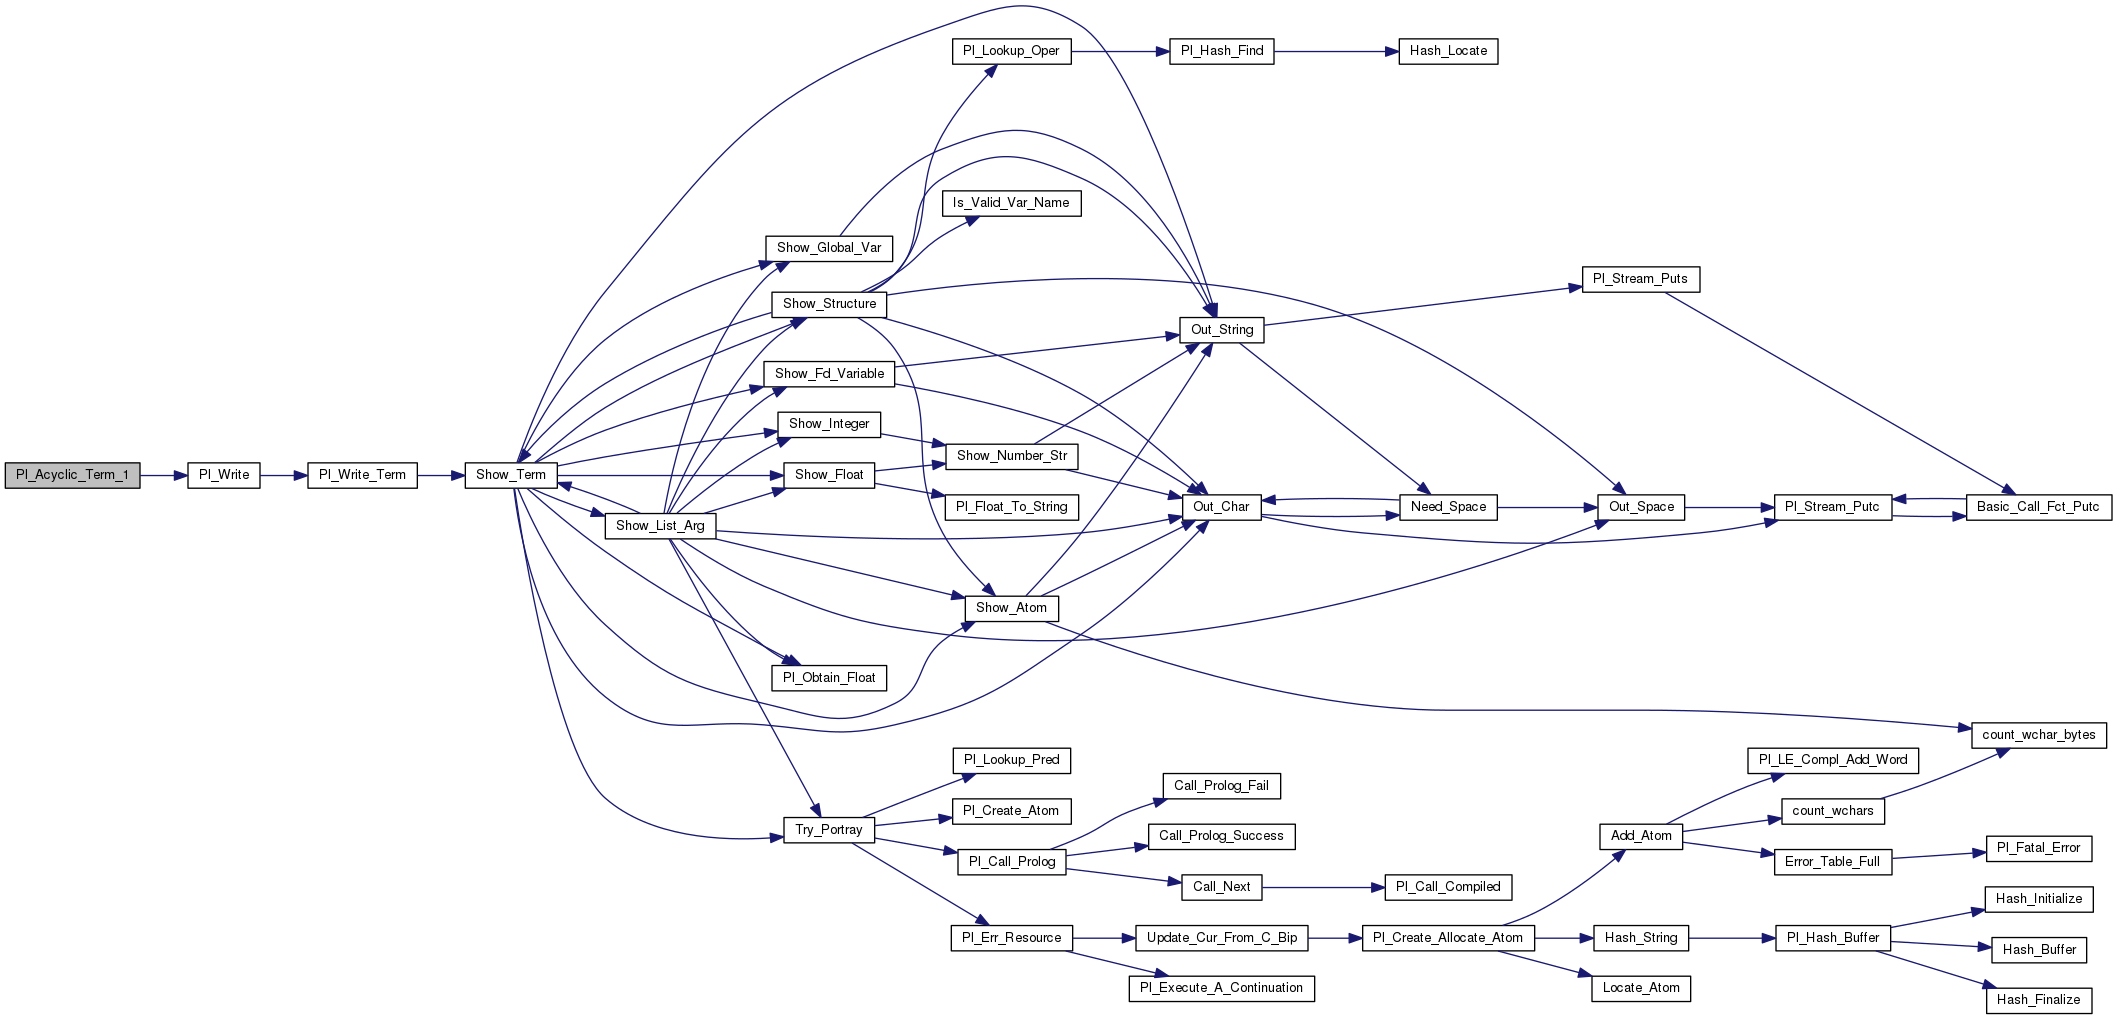 Pl_Acyclic_Term_1
Pl_Write
Pl_Write_Term
Show_Term
Show_List_Arg
Show_Global_Var
Show_Structure
Show_Fd_Variable
Show_Integer
Show_Float
Pl_Obtain_Float
Try_Portray
Pl_Lookup_Oper
Is_Valid_Var_Name
Show_Number_Str
Pl_Float_To_String
Show_Atom
Pl_Lookup_Pred
Pl_Create_Atom
Pl_Call_Prolog
Pl_Err_Resource
Pl_Hash_Find
Out_String
Out_Char
Call_Prolog_Fail
Call_Prolog_Success
Call_Next
Update_Cur_From_C_Bip
Pl_Execute_A_Continuation
Hash_Locate
Need_Space
Pl_Call_Compiled
Pl_Create_Allocate_Atom
Pl_Stream_Puts
Out_Space
Add_Atom
Hash_String
Locate_Atom
Pl_Stream_Putc
Pl_LE_Compl_Add_Word
count_wchars
Error_Table_Full
Pl_Hash_Buffer
Basic_Call_Fct_Putc
count_wchar_bytes
Pl_Fatal_Error
Hash_Initialize
Hash_Buffer
Hash_Finalize